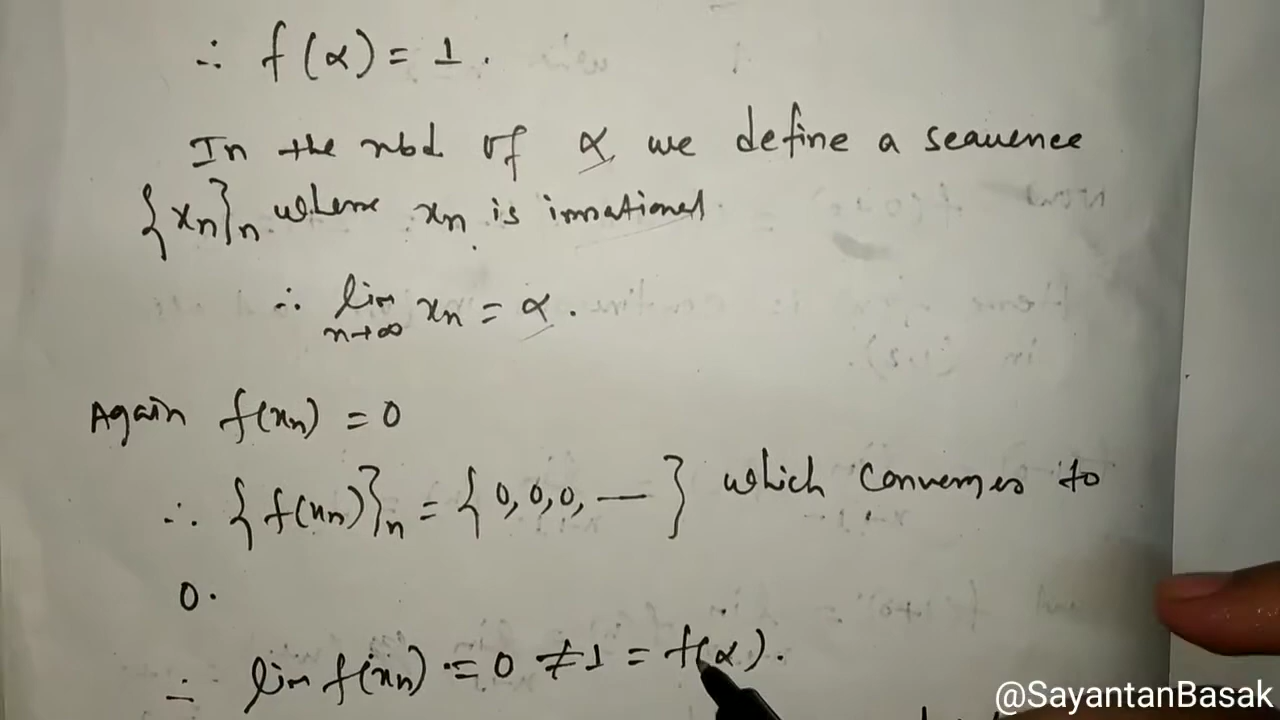 ∴ f(α) = 1.
In the nbd of α we define a sequence
{xn}n where xn is irrational
∴ lim n→∞ xn = α.
Again f(xn) = 0
∴ {f(xn)}n = {0, 0, 0, —} which converges to
0.
∴ lim f(xn) = 0 ≠ 1 = f(α).
@SayantanBasak